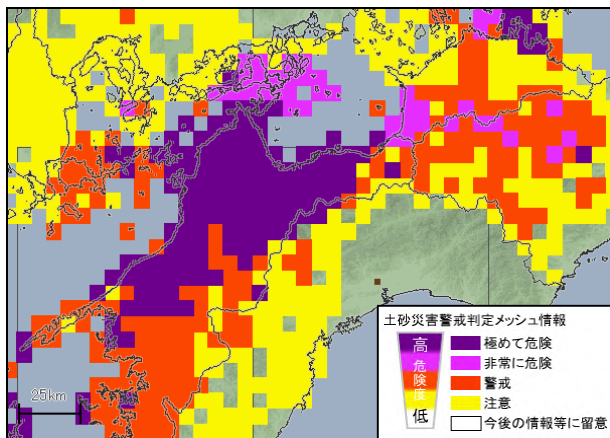 土砂災害警戒判定メッシュ情報
高
危
険
度
低
極めて危険
非常に危険
警戒
注意
今後の情報等に留意
25km